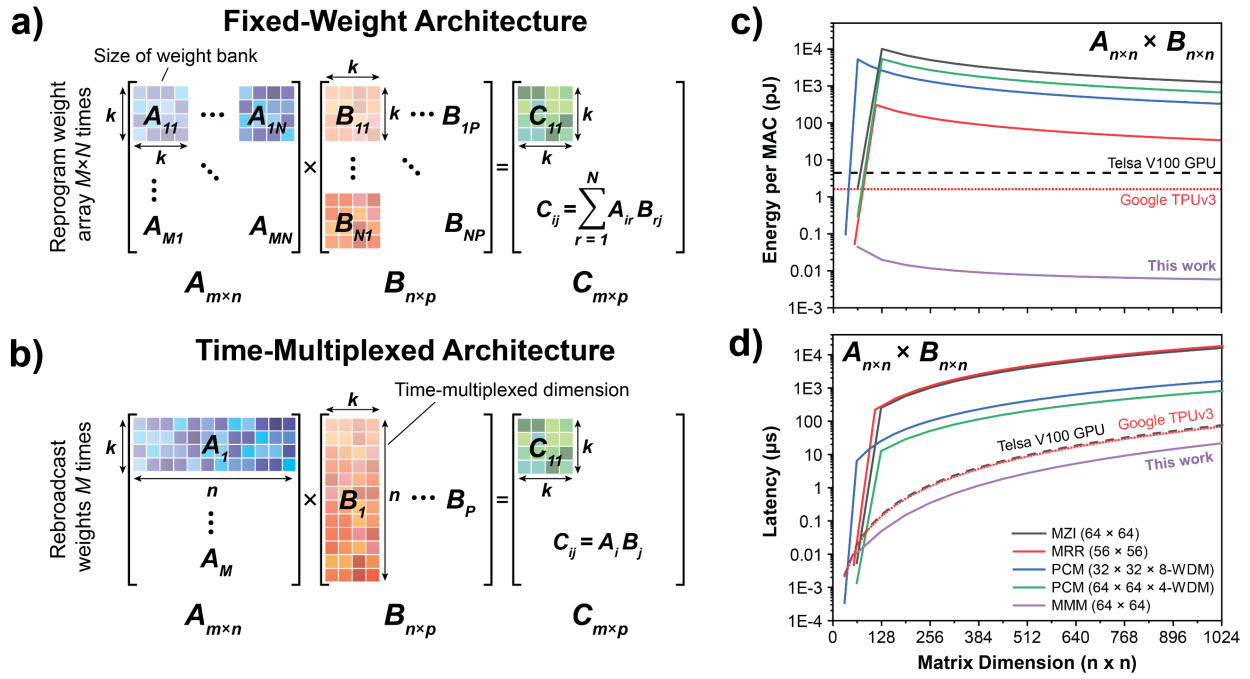 a)
Fixed-Weight Architecture
Size of weight bank
Reprogram weight
array M×N times
k
k
A11
...
A1N
AM1
AMN
×
k
k
B11
...
B1P
BN1
BNP
=
k
k
C11
Cij = ∑ Air Brj
N
r = 1
Am×n
Bn×p
Cm×p
b)
Time-Multiplexed Architecture
Time-multiplexed dimension
Rebroadcast
weights M times
k
A1
n
AM
×
k
n
B1
...
BP
=
k
k
C11
Cij = Ai Bj
Am×n
Bn×p
Cm×p
c)
An×n × Bn×n
Energy per MAC (pJ)
1E4
1E3
100
10
1
0.1
0.01
1E-3
Telsa V100 GPU
Google TPUv3
This work
d)
An×n × Bn×n
Latency (µs)
1E4
1E3
100
10
1
0.1
0.01
1E-3
1E-4
Telsa V100 GPU
Google TPUv3
This work
MZI (64 × 64)
MRR (56 × 56)
PCM (32 × 32 × 8-WDM)
PCM (64 × 64 × 4-WDM)
MMM (64 × 64)
0 128 256 384 512 640 768 896 1024
Matrix Dimension (n x n)